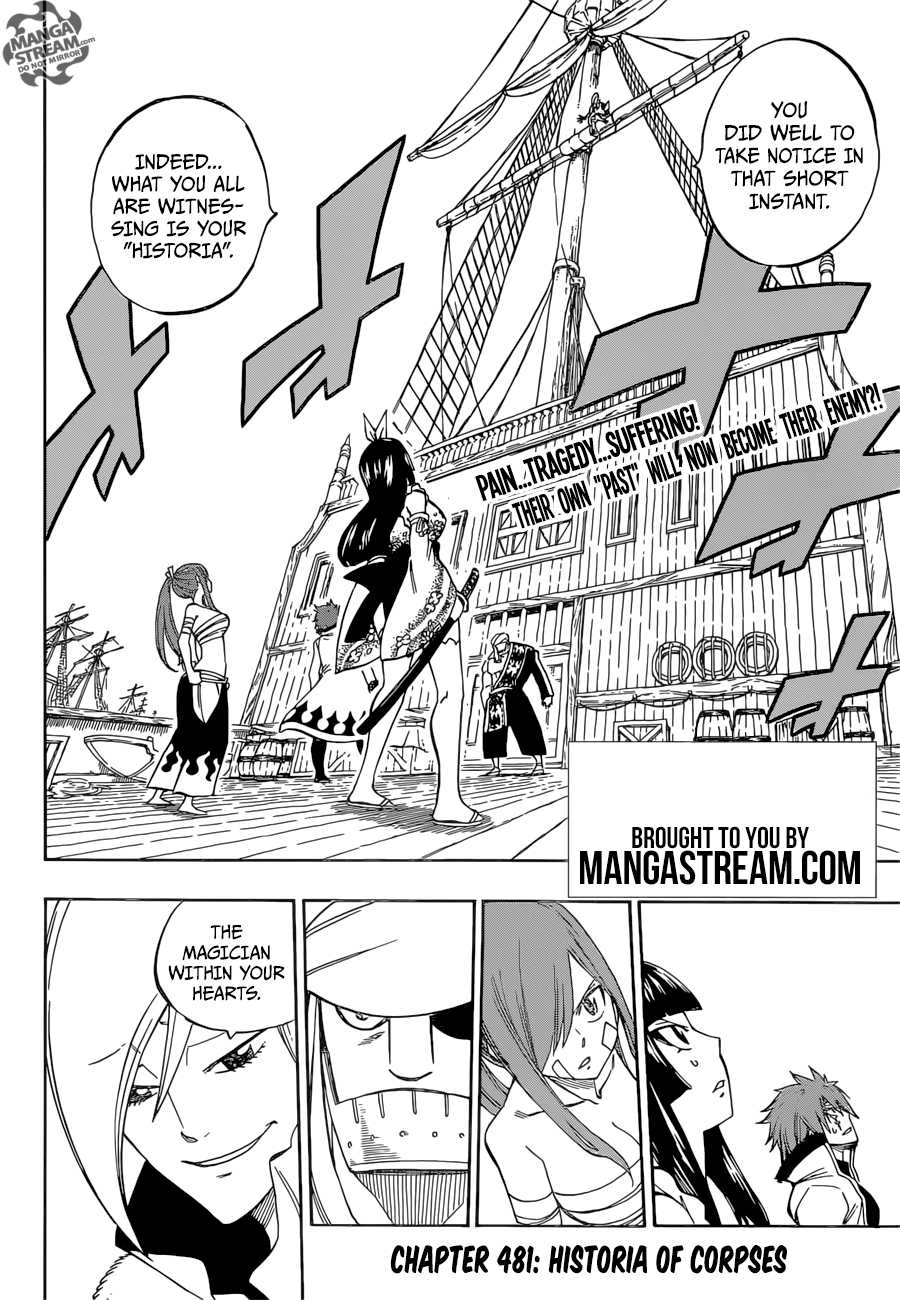 MANGA
STREAM.com
DO NOT MIRROR
YOU
DID WELL TO
TAKE NOTICE IN
THAT SHORT
INSTANT.
INDEED...
WHAT YOU ALL
ARE WITNES-
SING IS YOUR
"HISTORIA".
PAIN...TRAGEDY...SUFFERING!
THEIR OWN "PAST" WILL NOW BECOME THEIR ENEMY?!
BROUGHT TO YOU BY
MANGASTREAM.COM
THE
MAGICIAN
WITHIN YOUR
HEARTS.
CHAPTER 481: HISTORIA OF CORPSES